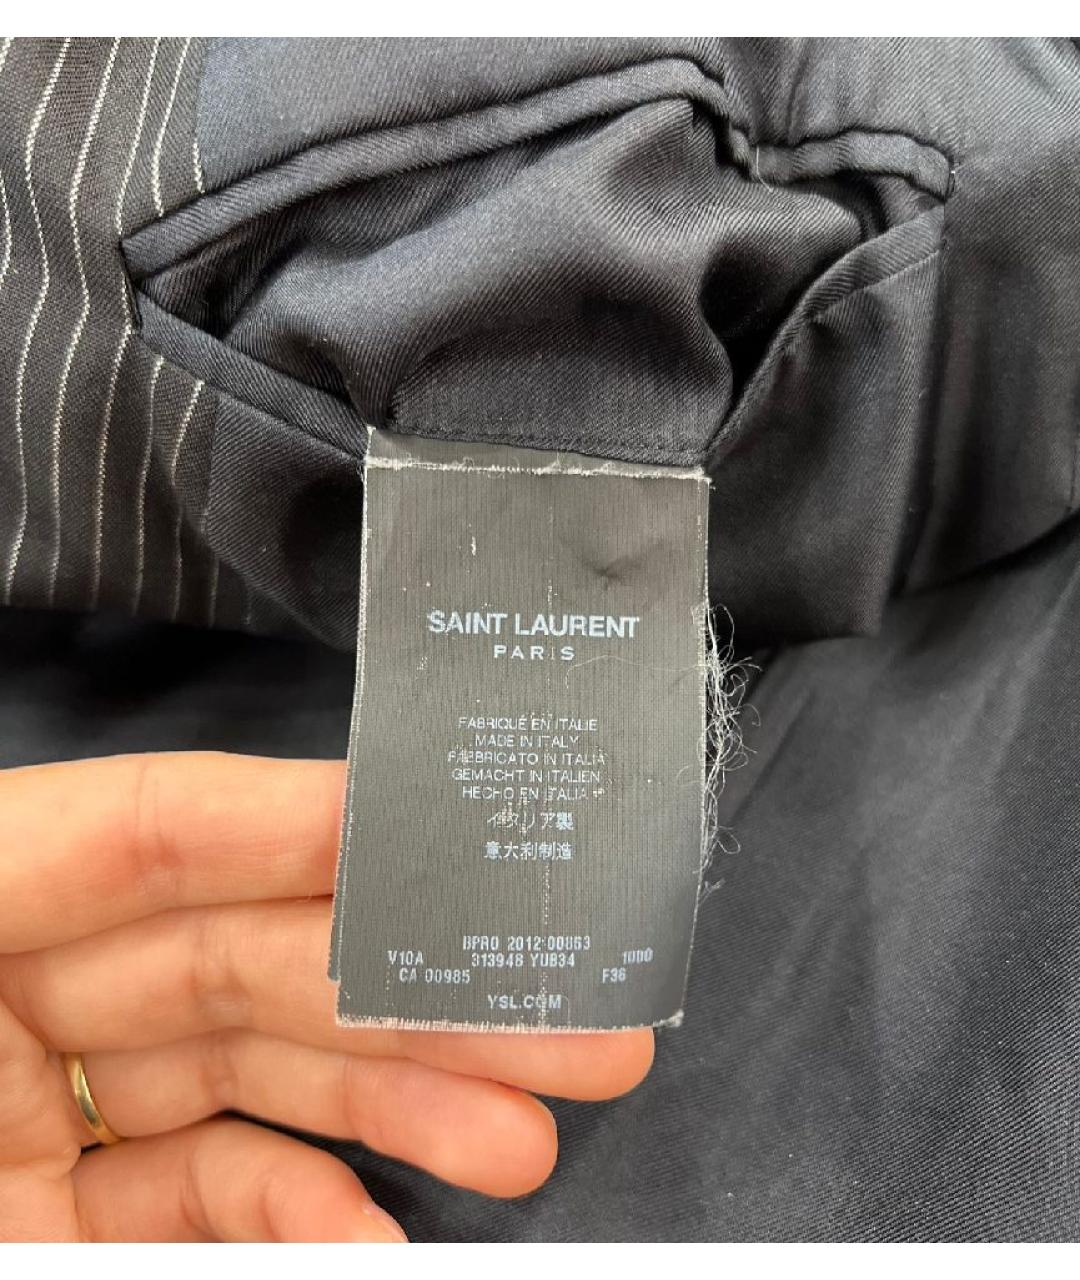 SAINT LAURENT
PARIS
FABRIQUÉ EN ITALIE
MADE IN ITALY
FABBRICATO IN ITALIA
GEMACHT IN ITALIEN
HECHO EN ITALIA
イタリア製
意大利制造
BPRO 2012 00863
V10A 313948 YUB34 1000
CA 00985 F36
YSL.COM